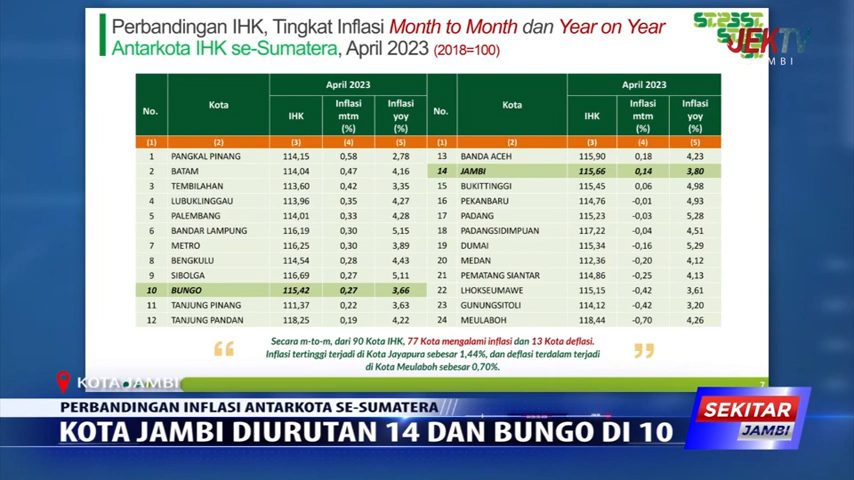 Perbandingan IHK, Tingkat Inflasi Month to Month dan Year on Year
Antarkota IHK se-Sumatera, April 2023 (2018=100)
JEKTV
JAMBI
No. Kota April 2023 No. Kota April 2023
IHK Inflasi mtm (%) Inflasi yoy (%) IHK Inflasi mtm (%) Inflasi yoy (%)
(1) (2) (3) (4) (5) (1) (2) (3) (4) (5)
1 PANGKAL PINANG 114,15 0,58 2,78 13 BANDA ACEH 115,90 0,18 4,23
2 BATAM 114,04 0,47 4,16 14 JAMBI 115,66 0,14 3,80
3 TEMBILAHAN 113,60 0,42 3,35 15 BUKITTINGGI 115,45 0,06 4,98
4 LUBUKLINGGAU 113,96 0,35 4,27 16 PEKANBARU 114,76 -0,01 4,93
5 PALEMBANG 114,01 0,33 4,28 17 PADANG 115,23 -0,03 5,28
6 BANDAR LAMPUNG 116,19 0,30 5,15 18 PADANGSIDIMPUAN 117,22 -0,04 4,51
7 METRO 116,25 0,30 3,89 19 DUMAI 115,34 -0,16 5,29
8 BENGKULU 114,54 0,28 4,43 20 MEDAN 112,36 -0,20 4,12
9 SIBOLGA 116,69 0,27 5,11 21 PEMATANG SIANTAR 114,86 -0,25 4,13
10 BUNGO 115,42 0,27 3,66 22 LHOKSEUMAWE 115,15 -0,42 3,61
11 TANJUNG PINANG 111,37 0,22 3,63 23 GUNUNGSITOLI 114,12 -0,42 3,20
12 TANJUNG PANDAN 118,25 0,19 4,22 24 MEULABOH 118,44 -0,70 4,26
Secara m-to-m, dari 90 Kota IHK, 77 Kota mengalami inflasi dan 13 Kota deflasi.
Inflasi tertinggi terjadi di Kota Jayapura sebesar 1,44%, dan deflasi terdalam terjadi
di Kota Meulaboh sebesar 0,70%.
7
KOTA JAMBI
PERBANDINGAN INFLASI ANTARKOTA SE-SUMATERA
KOTA JAMBI DIURUTAN 14 DAN BUNGO DI 10
SEKITAR
JAMBI